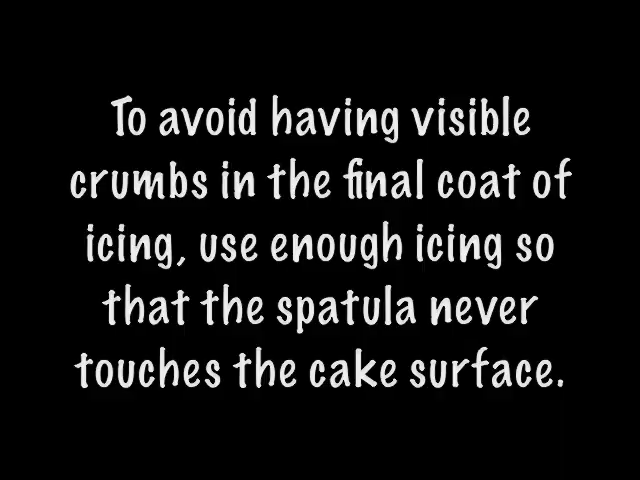 To avoid having visible
crumbs in the final coat of
icing, use enough icing so
that the spatula never
touches the cake surface.